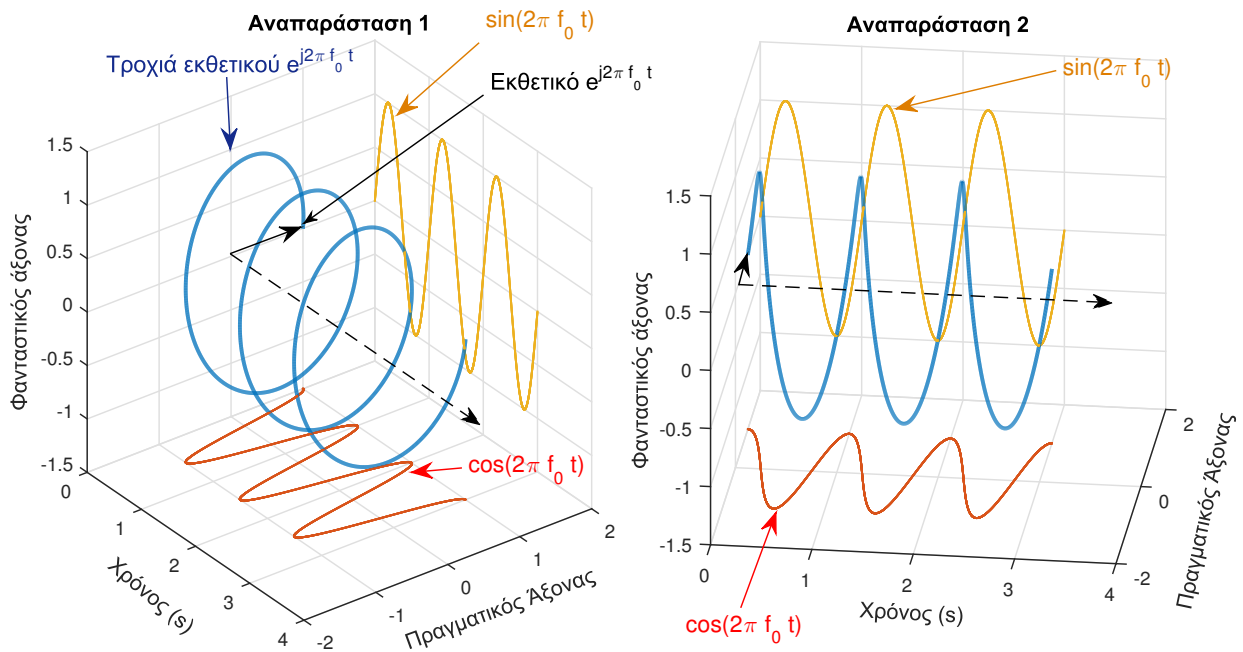 Αναπαράσταση 1
sin(2π f₀ t)
Τροχιά εκθετικού e^{j2π f₀ t}
Εκθετικό e^{j2π f₀ t}
1.5
1
0.5
0
-0.5
-1
-1.5
Φανταστικός άξονας
0
1
2
3
4
Χρόνος (s)
-2
-1
0
1
2
Πραγματικός Άξονας
cos(2π f₀ t)
Αναπαράσταση 2
sin(2π f₀ t)
1.5
1
0.5
0
-0.5
-1
-1.5
Φανταστικός άξονας
0
1
2
3
4
Χρόνος (s)
-2
0
2
Πραγματικός Άξονας
cos(2π f₀ t)